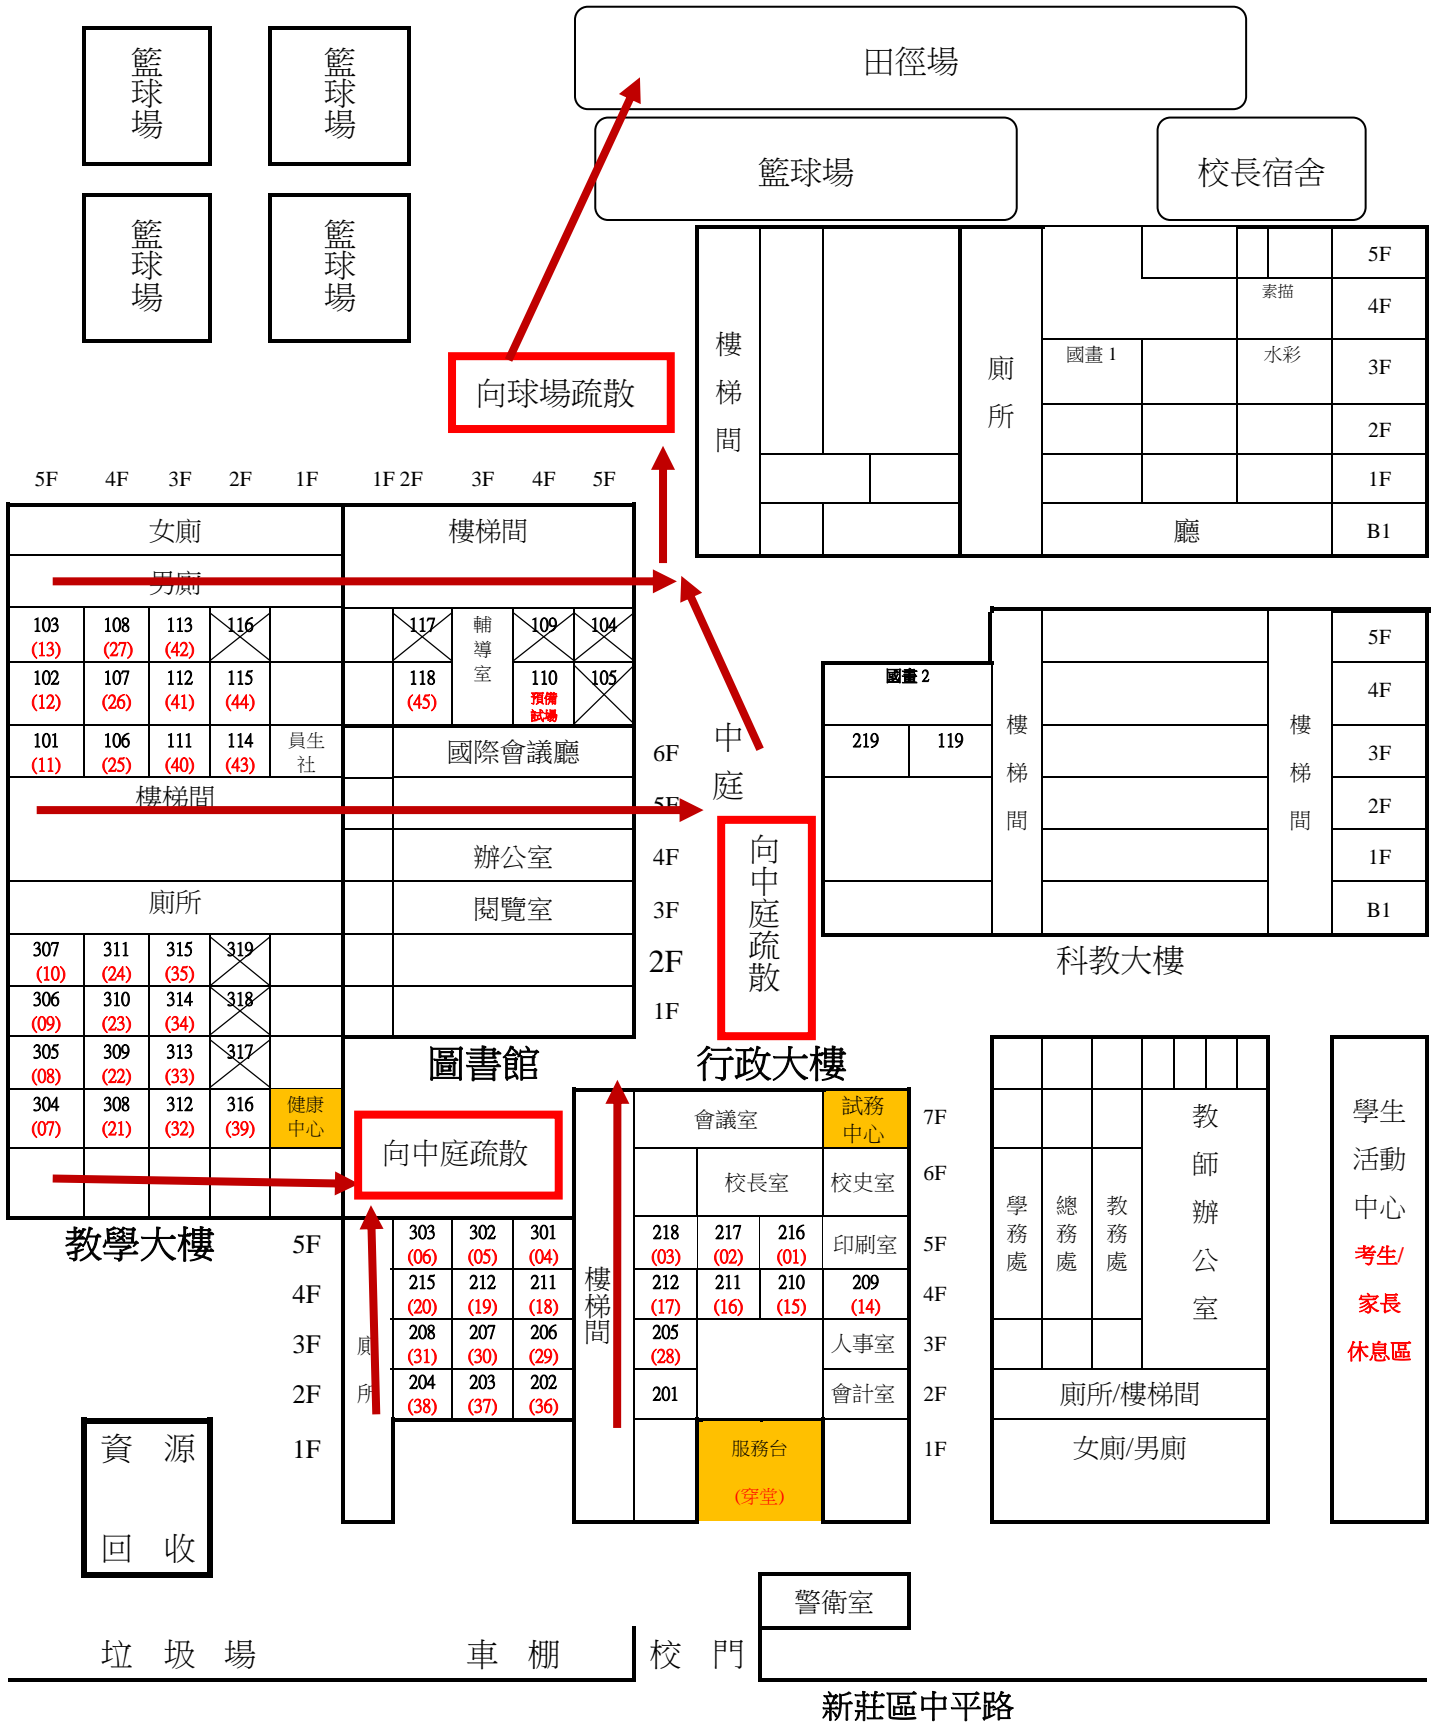 田徑場
籃球場
籃球場
籃球場
校長宿舍
籃球場
籃球場
5F
素描
4F
樓梯間
廁所
國畫 1
水彩
3F
向球場疏散
2F
5F 4F 3F 2F 1F 1F 2F 3F 4F 5F
1F
女廁
樓梯間
廳
B1
男廁
103 108 113 116 117 輔導室 109 104
(13) (27) (42)
5F
102 107 112 115 118 110 105
(12) (26) (41) (44) (45) 預備試場
國畫 2
4F
101 106 111 114 員生社
(11) (25) (40) (43)
國際會議廳
6F
中庭
219 119
樓梯間
樓梯間
3F
樓梯間
5F
2F
辦公室
4F
向中庭疏散
1F
廁所
閱覽室
3F
B1
307 311 315 319
(10) (24) (35)
2F
科教大樓
306 310 314 318
(09) (23) (34)
1F
305 309 313 317
(08) (22) (33)
圖書館
行政大樓
304 308 312 316 健康中心
(07) (21) (32) (39)
向中庭疏散
會議室
試務中心
7F
教師辦公室
學生活動中心
考生/
家長
休息區
校長室
校史室
6F
學務處
總務處
教務處
教學大樓
5F
303 302 301
(06) (05) (04)
樓梯間
218 217 216 印刷室
(03) (02) (01)
5F
4F
215 212 211
(20) (19) (18)
212 211 210 209
(17) (16) (15) (14)
4F
3F
廁所
208 207 206
(31) (30) (29)
205 人事室
(28)
3F
2F
204 203 202
(38) (37) (36)
201 會計室
2F
廁所/樓梯間
1F
服務台
(穿堂)
1F
女廁/男廁
資 源
回 收
警衛室
垃 圾 場
車 棚
校 門
新莊區中平路